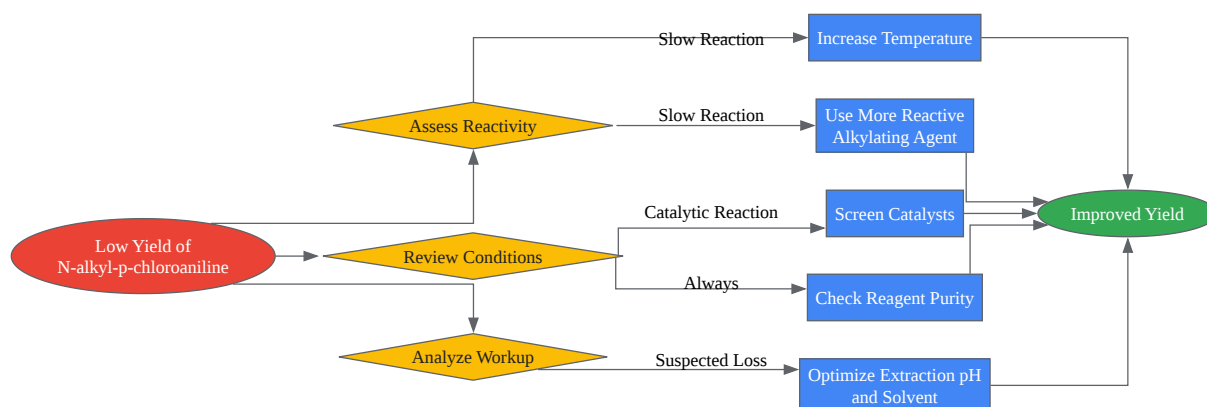 Slow Reaction
Increase Temperature
Assess Reactivity
Slow Reaction
Use More Reactive
Alkylating Agent
Low Yield of
N-alkyl-p-chloroaniline
Review Conditions
Catalytic Reaction
Screen Catalysts
Improved Yield
Always
Check Reagent Purity
Analyze Workup
Suspected Loss
Optimize Extraction pH
and Solvent